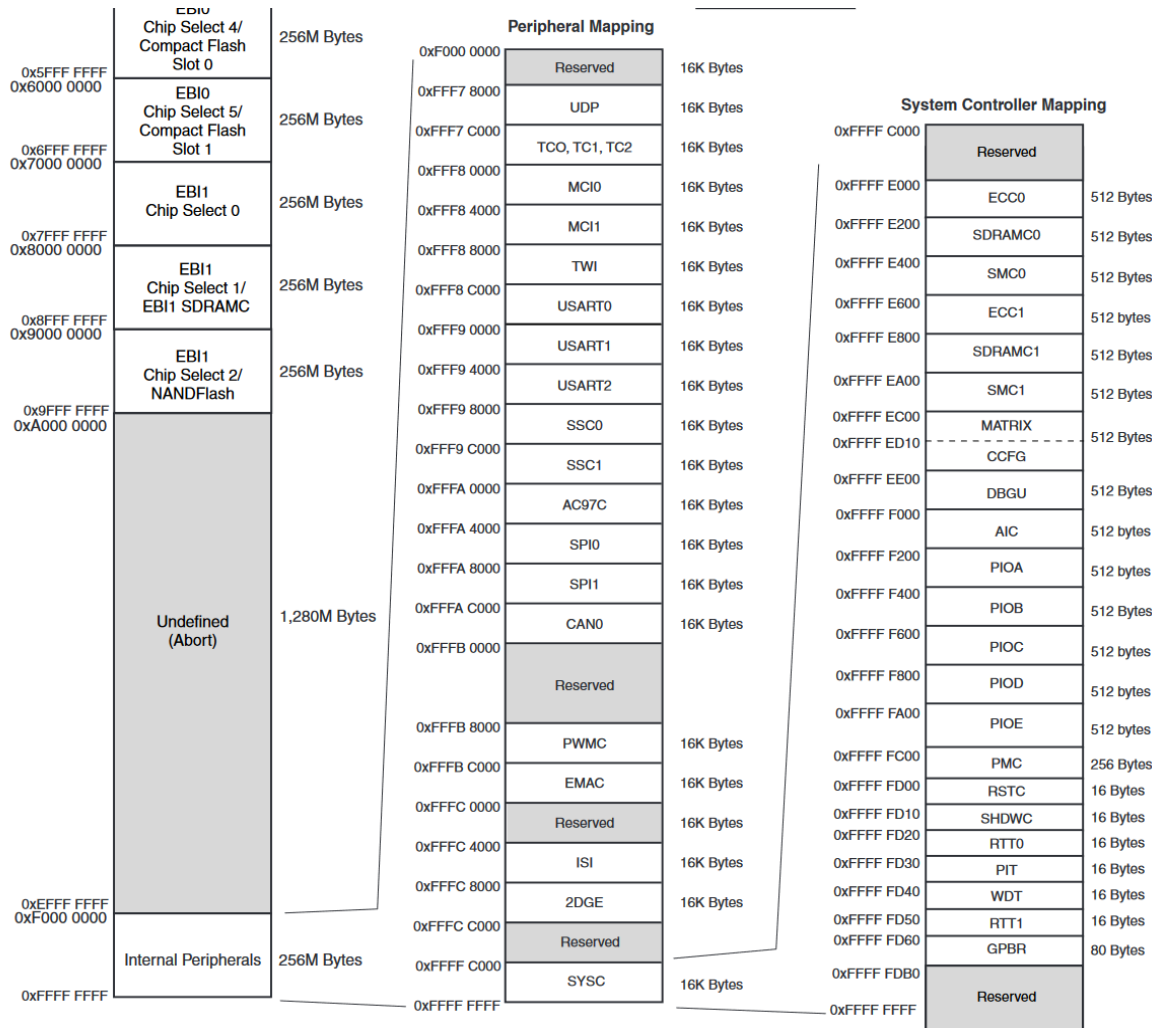 EBI0
Chip Select 4/
Compact Flash
Slot 0
256M Bytes
0x5FFF FFFF
0x6000 0000
EBI0
Chip Select 5/
Compact Flash
Slot 1
256M Bytes
0x6FFF FFFF
0x7000 0000
EBI1
Chip Select 0
256M Bytes
0x7FFF FFFF
0x8000 0000
EBI1
Chip Select 1/
EBI1 SDRAMC
256M Bytes
0x8FFF FFFF
0x9000 0000
EBI1
Chip Select 2/
NANDFlash
256M Bytes
0x9FFF FFFF
0xA000 0000
Undefined
(Abort)
1,280M Bytes
0xEFFF FFFF
0xF000 0000
Internal Peripherals
256M Bytes
0xFFFF FFFF
Peripheral Mapping
0xF000 0000
Reserved
16K Bytes
0xFFF7 8000
UDP
16K Bytes
0xFFF7 C000
TCO, TC1, TC2
16K Bytes
0xFFF8 0000
MCI0
16K Bytes
0xFFF8 4000
MCI1
16K Bytes
0xFFF8 8000
TWI
16K Bytes
0xFFF8 C000
USART0
16K Bytes
0xFFF9 0000
USART1
16K Bytes
0xFFF9 4000
USART2
16K Bytes
0xFFF9 8000
SSC0
16K Bytes
0xFFF9 C000
SSC1
16K Bytes
0xFFFA 0000
AC97C
16K Bytes
0xFFFA 4000
SPI0
16K Bytes
0xFFFA 8000
SPI1
16K Bytes
0xFFFA C000
CAN0
16K Bytes
0xFFFB 0000
Reserved
0xFFFB 8000
PWMC
16K Bytes
0xFFFB C000
EMAC
16K Bytes
0xFFFC 0000
Reserved
16K Bytes
0xFFFC 4000
ISI
16K Bytes
0xFFFC 8000
2DGE
16K Bytes
0xFFFC C000
Reserved
0xFFFF C000
SYSC
16K Bytes
0xFFFF FFFF
System Controller Mapping
0xFFFF C000
Reserved
0xFFFF E000
ECC0
512 Bytes
0xFFFF E200
SDRAMC0
512 Bytes
0xFFFF E400
SMC0
512 Bytes
0xFFFF E600
ECC1
512 bytes
0xFFFF E800
SDRAMC1
512 Bytes
0xFFFF EA00
SMC1
512 Bytes
0xFFFF EC00
MATRIX
512 Bytes
0xFFFF ED10
CCFG
0xFFFF EE00
DBGU
512 Bytes
0xFFFF F000
AIC
512 bytes
0xFFFF F200
PIOA
512 bytes
0xFFFF F400
PIOB
512 Bytes
0xFFFF F600
PIOC
512 bytes
0xFFFF F800
PIOD
512 bytes
0xFFFF FA00
PIOE
512 bytes
0xFFFF FC00
PMC
256 Bytes
0xFFFF FD00
RSTC
16 Bytes
0xFFFF FD10
SHDWC
16 Bytes
0xFFFF FD20
RTT0
16 Bytes
0xFFFF FD30
PIT
16 Bytes
0xFFFF FD40
WDT
16 Bytes
0xFFFF FD50
RTT1
16 Bytes
0xFFFF FD60
GPBR
80 Bytes
0xFFFF FDB0
Reserved
0xFFFF FFFF